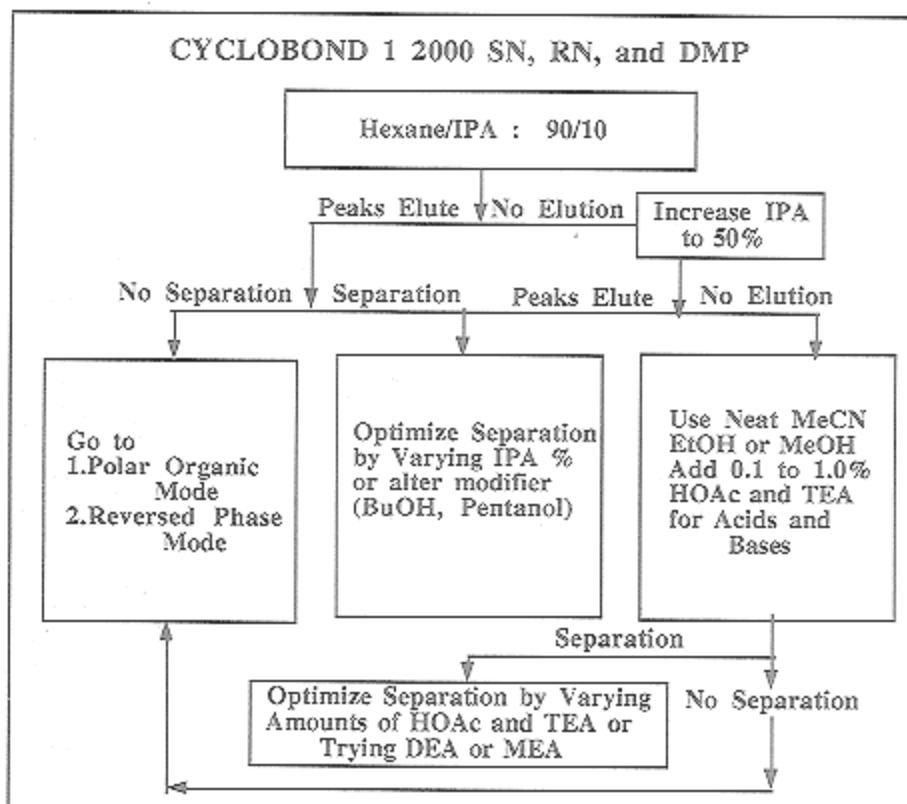 CYCLOBOND 1 2000 SN, RN, and DMP
Hexane/IPA : 90/10
Peaks Elute
No Elution
Increase IPA
to 50%
No Separation
Separation
Peaks Elute
No Elution
Go to
1.Polar Organic
Mode
2.Reversed Phase
Mode
Optimize Separation
by Varying IPA %
or alter modifier
(BuOH, Pentanol)
Use Neat MeCN
EtOH or MeOH
Add 0.1 to 1.0%
HOAc and TEA
for Acids and
Bases
Separation
No Separation
Optimize Separation by Varying
Amounts of HOAc and TEA or
Trying DEA or MEA